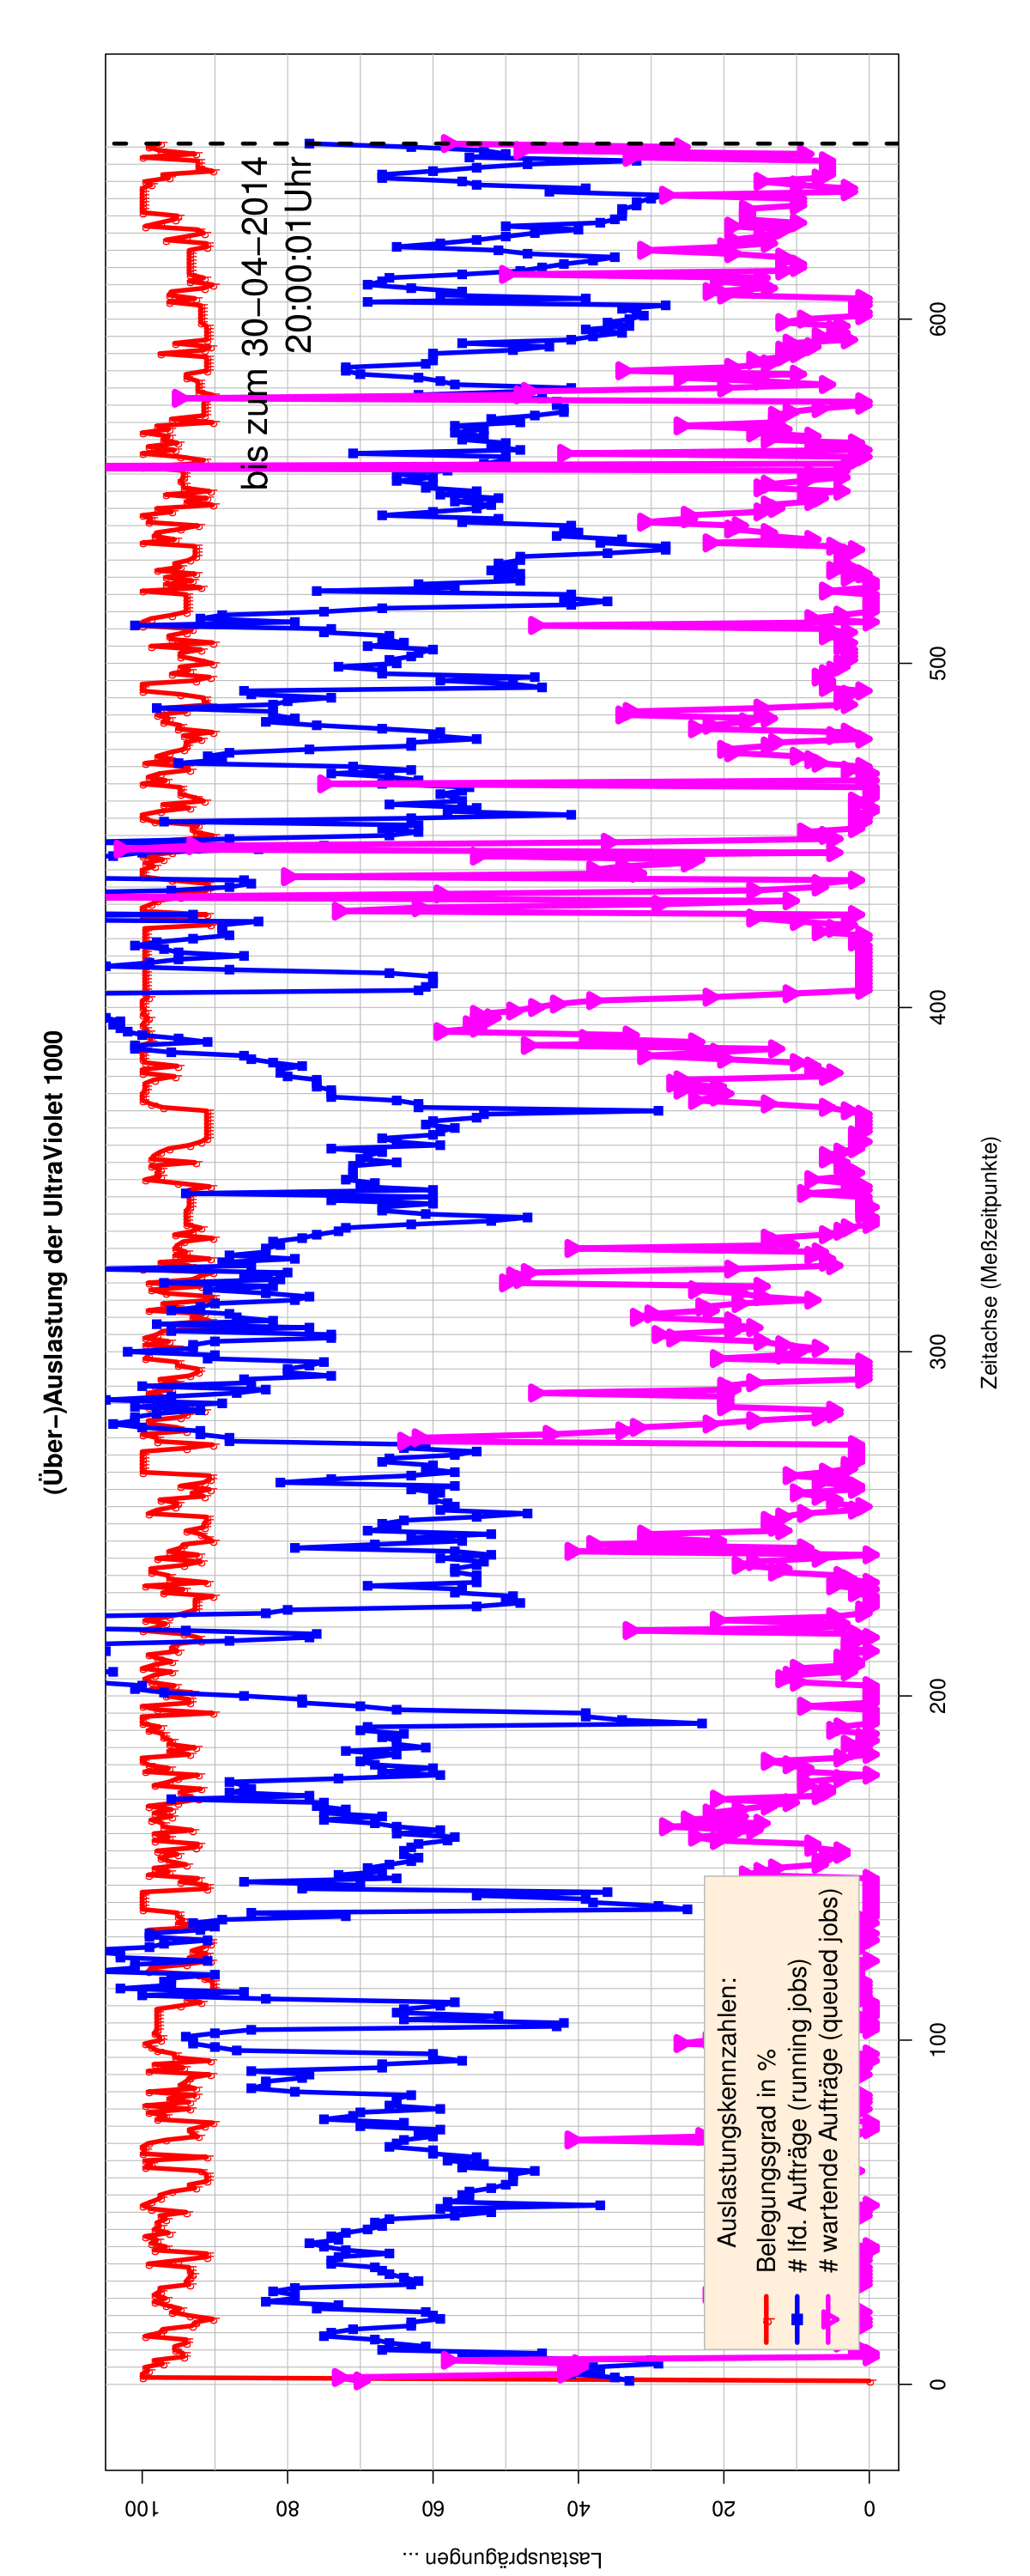 (Über−)Auslastung der UltraViolet 1000
bis zum 30−04−2014
20:00:01Uhr
Lastausprägungen ...
0
20
40
60
80
100
Auslastungskennzahlen:
Belegungsgrad in %
# lfd. Aufträge (running jobs)
# wartende Aufträge (queued jobs)
0
100
200
300
400
500
600
Zeitachse (Meßzeitpunkte)